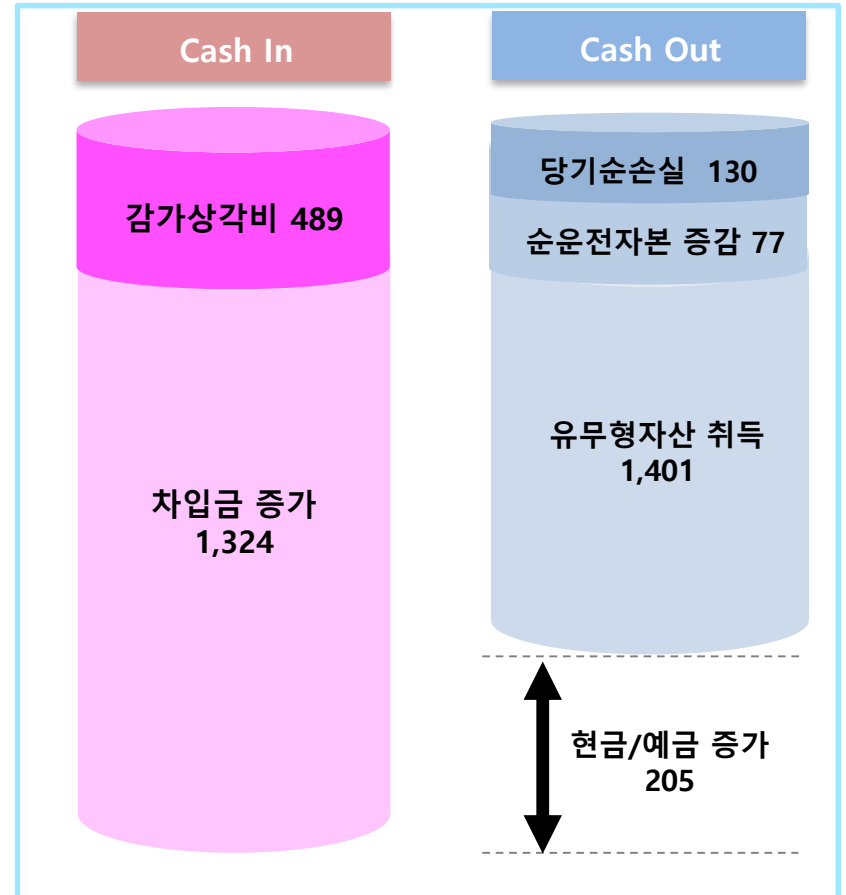 Cash In
감가상각비 489
차입금 증가
1,324
Cash Out
당기순손실 130
순운전자본 증감 77
유무형자산 취득
1,401
현금/예금 증가
205